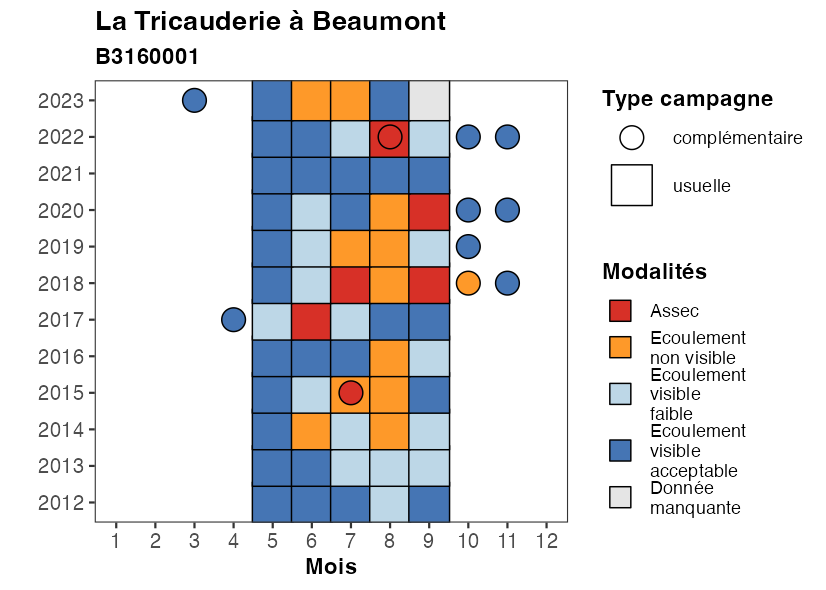 La Tricauderie à Beaumont
B3160001
2023
2022
2021
2020
2019
2018
2017
2016
2015
2014
2013
2012
1 2 3 4 5 6 7 8 9 10 11 12
Mois
Type campagne
complémentaire
usuelle
Modalités
Assec
Ecoulement
non visible
Ecoulement
visible
faible
Ecoulement
visible
acceptable
Donnée
manquante